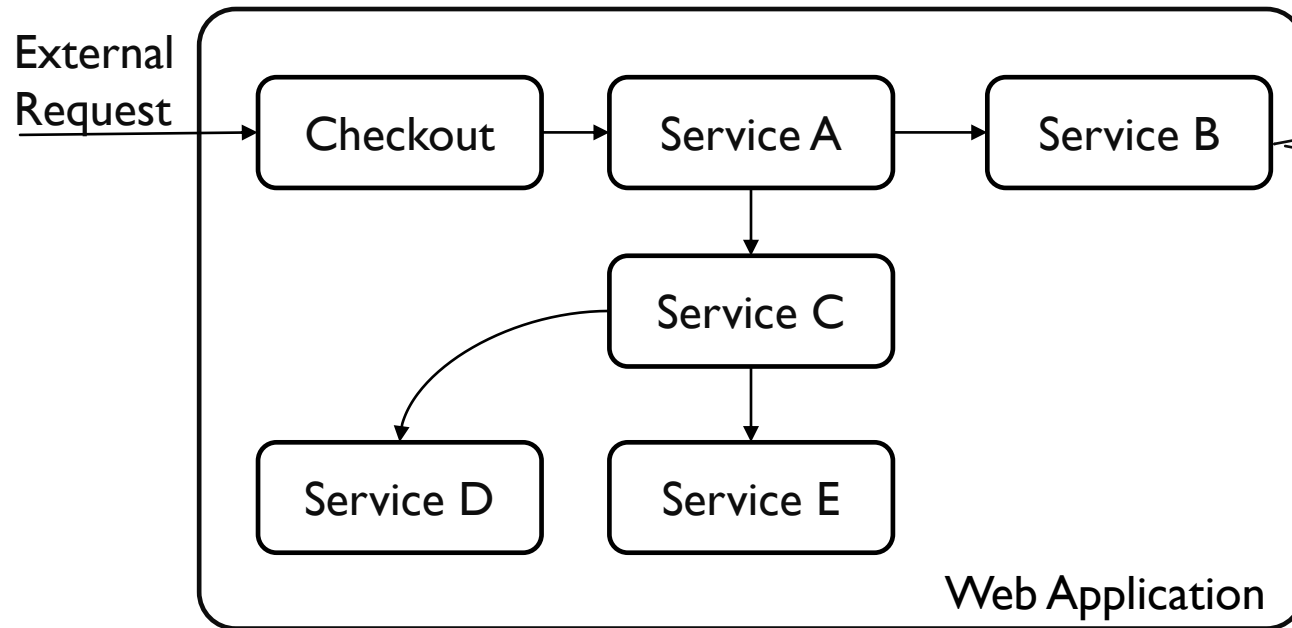 External
Request
Checkout
Service A
Service B
Service C
Service D
Service E
Web Application